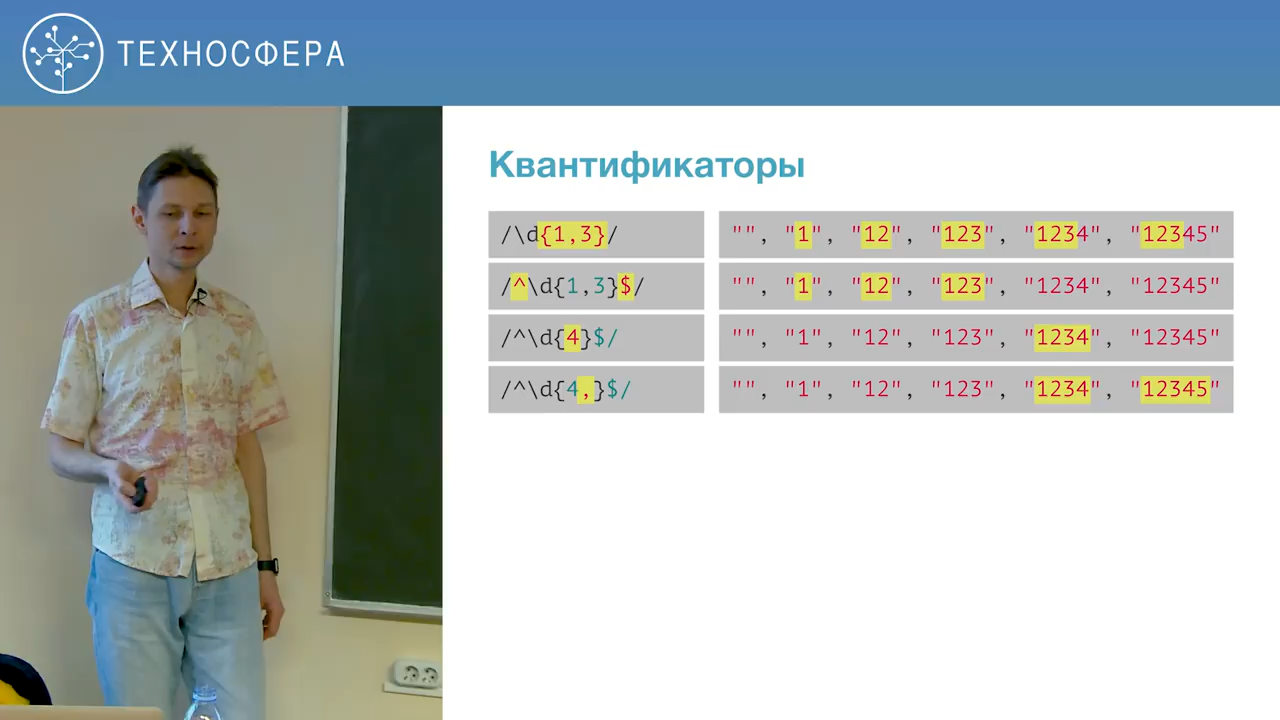 ТЕХНОСФЕРА
Квантификаторы
/\d{1,3}/ "", "1", "12", "123", "1234", "12345"
/^\d{1,3}$/ "", "1", "12", "123", "1234", "12345"
/^\d{4}$/ "", "1", "12", "123", "1234", "12345"
/^\d{4,}$/ "", "1", "12", "123", "1234", "12345"